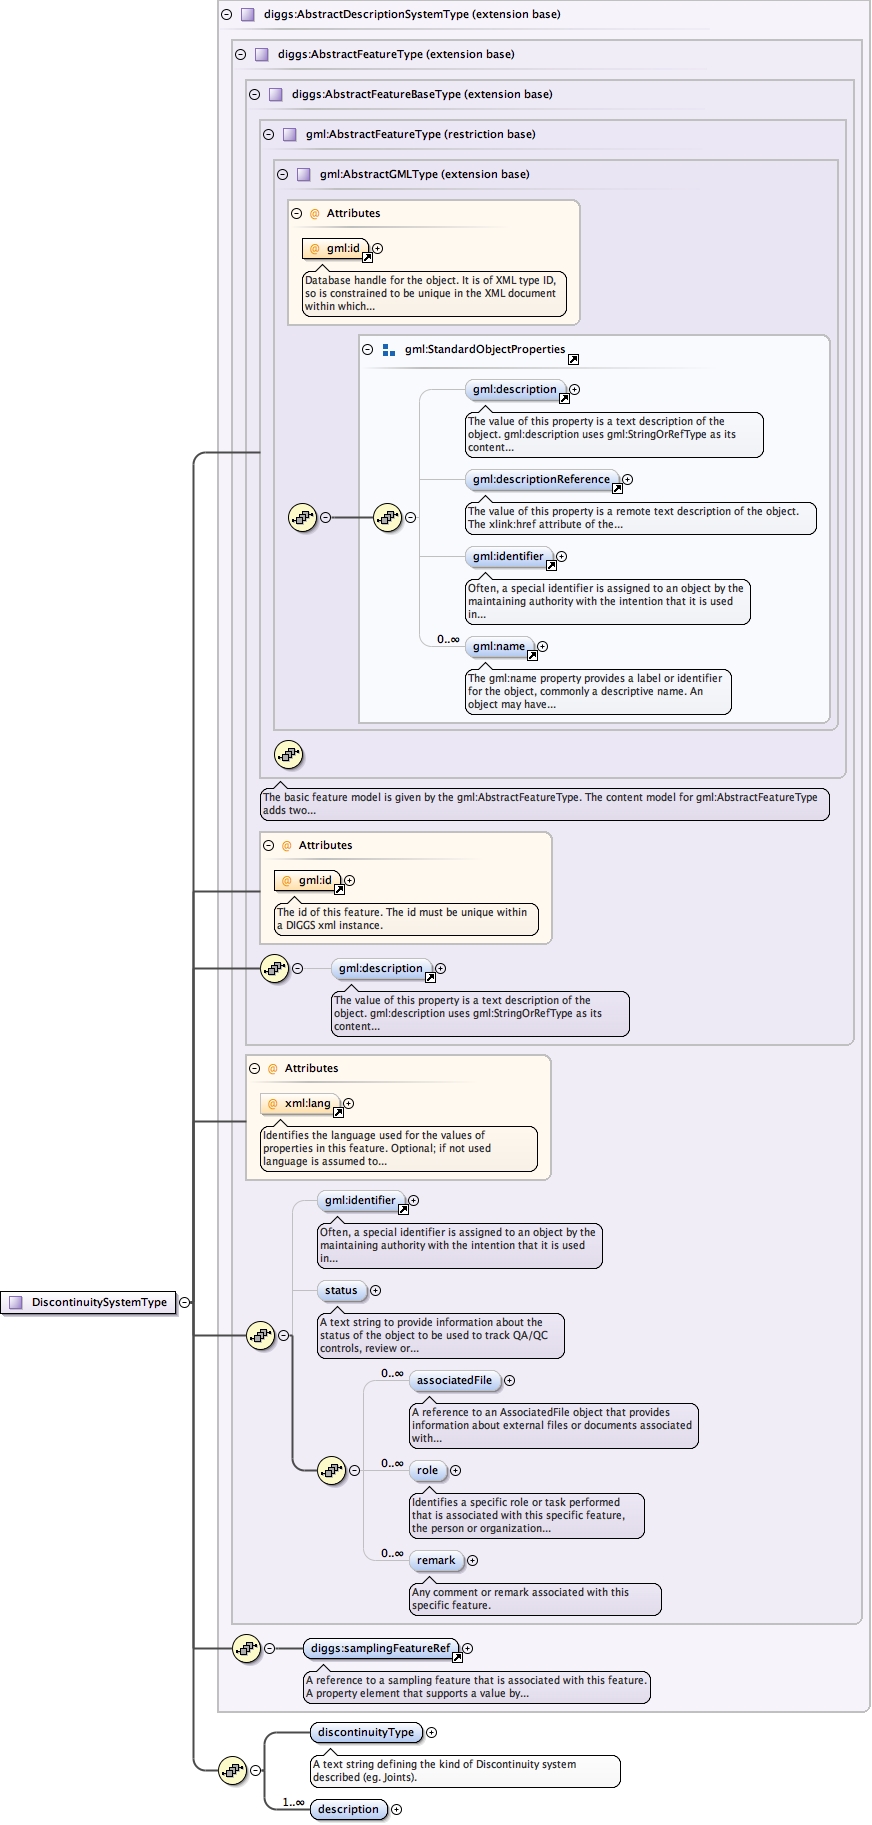 diggs:AbstractDescriptionSystemType (extension base)
diggs:AbstractFeatureType (extension base)
diggs:AbstractFeatureBaseType (extension base)
gml:AbstractFeatureType (restriction base)
gml:AbstractGMLType (extension base)
@ Attributes
@ gml:id
Database handle for the object. It is of XML type ID,
so is constrained to be unique in the XML document
within which...
gml:StandardObjectProperties
gml:description
The value of this property is a text description of the
object. gml:description uses gml:StringOrRefType as its
content...
gml:descriptionReference
The value of this property is a remote text description of the object.
The xlink:href attribute of the...
gml:identifier
Often, a special identifier is assigned to an object by the
maintaining authority with the intention that it is used
in...
0..∞
gml:name
The gml:name property provides a label or identifier
for the object, commonly a descriptive name. An
object may have...
The basic feature model is given by the gml:AbstractFeatureType. The content model for gml:AbstractFeatureType
adds two...
@ Attributes
@ gml:id
The id of this feature. The id must be unique within
a DIGGS xml instance.
gml:description
The value of this property is a text description of the
object. gml:description uses gml:StringOrRefType as its
content...
@ Attributes
@ xml:lang
Identifies the language used for the values of
properties in this feature. Optional; if not used
language is assumed to...
gml:identifier
Often, a special identifier is assigned to an object by the
maintaining authority with the intention that it is used
in...
status
DiscontinuitySystemType
A text string to provide information about the
status of the object to be used to track QA/QC
controls, review or...
0..∞
associatedFile
A reference to an AssociatedFile object that provides
information about external files or documents associated
with...
0..∞
role
Identifies a specific role or task performed
that is associated with this specific feature,
the person or organization...
0..∞
remark
Any comment or remark associated with this
specific feature.
diggs:samplingFeatureRef
A reference to a sampling feature that is associated with this feature.
A property element that supports a value by...
discontinuityType
A text string defining the kind of Discontinuity system
described (eg. Joints).
1..∞
description